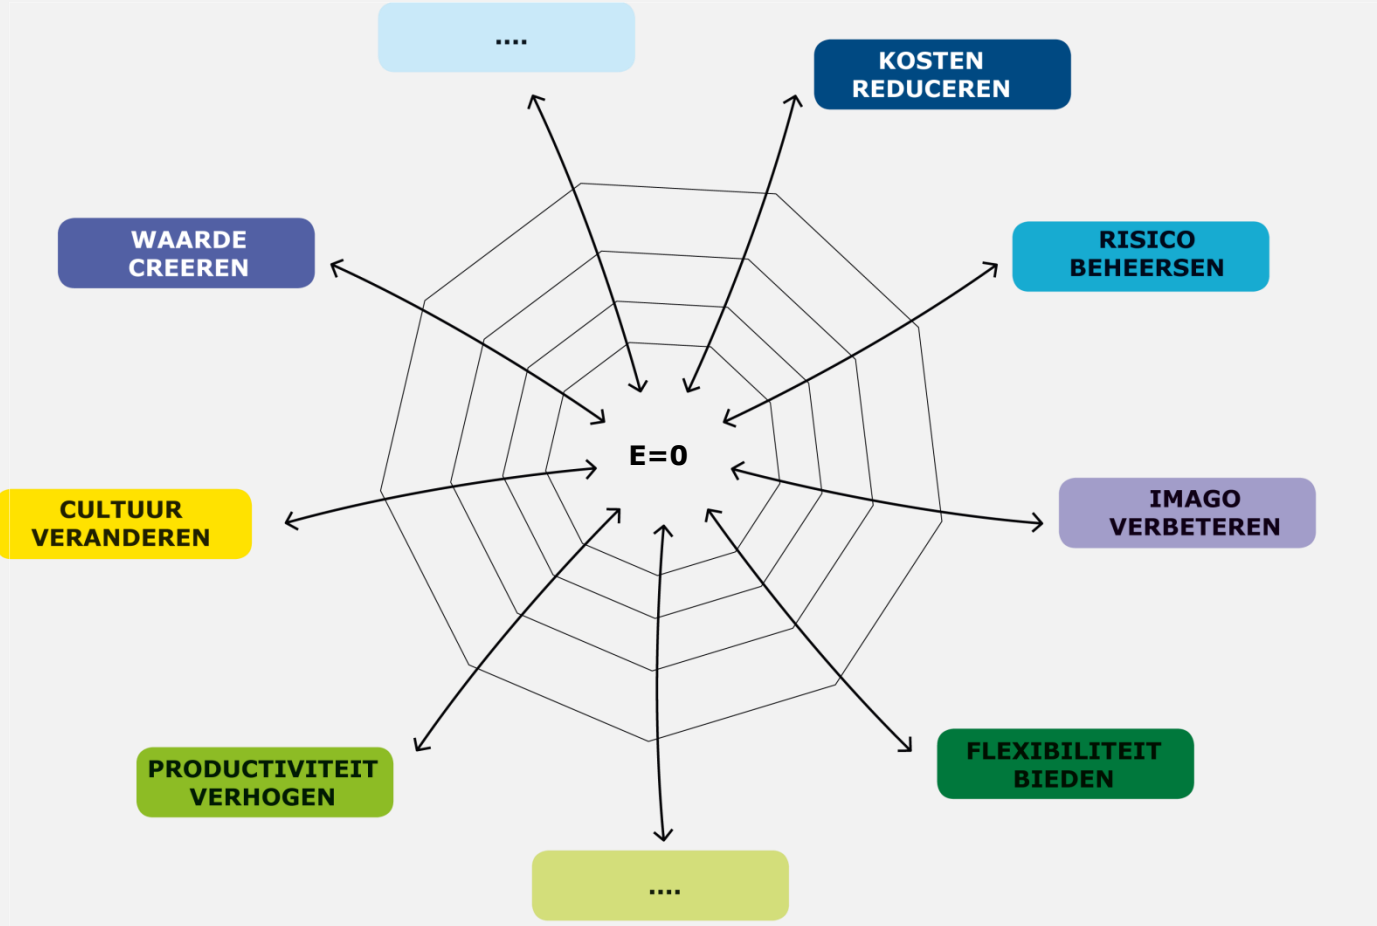 ....
KOSTEN
REDUCEREN
WAARDE
CREEREN
RISICO
BEHEERSEN
E=0
CULTUUR
VERANDEREN
IMAGO
VERBETEREN
PRODUCTIVITEIT
VERHOGEN
FLEXIBILITEIT
BIEDEN
....